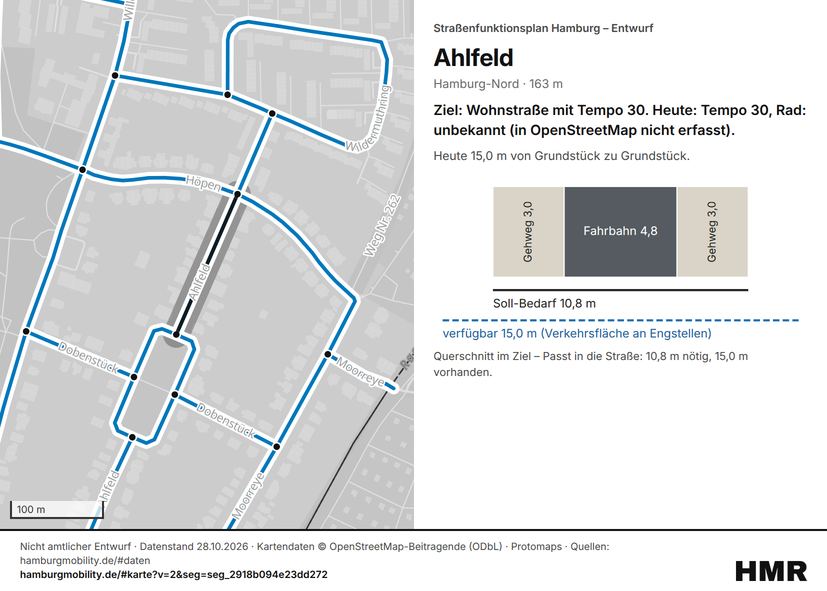 Straßenfunktionsplan Hamburg – Entwurf
Ahlfeld
Hamburg-Nord · 163 m
Ziel: Wohnstraße mit Tempo 30. Heute: Tempo 30, Rad:
unbekannt (in OpenStreetMap nicht erfasst).
Heute 15,0 m von Grundstück zu Grundstück.
Gehweg 3,0
Fahrbahn 4,8
Gehweg 3,0
Soll-Bedarf 10,8 m
verfügbar 15,0 m (Verkehrsfläche an Engstellen)
Querschnitt im Ziel – Passt in die Straße: 10,8 m nötig, 15,0 m
vorhanden.
Wildermuthring
Höpen
Weg Nr. 262
Ahlfeld
Dobenstück
Moorreye
Dobenstück
Moorreye
hlfeld
100 m
Nicht amtlicher Entwurf · Datenstand 28.10.2026 · Kartendaten © OpenStreetMap-Beitragende (ODbL) · Protomaps · Quellen:
hamburgmobility.de/#daten
hamburgmobility.de/#karte?v=2&seg=seg_2918b094e23dd272
HMR